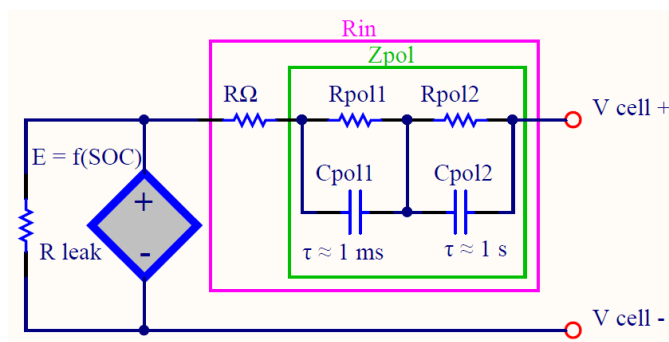 Rin
Zpol
RΩ
Rpol1
Rpol2
V cell +
E = f(SOC)
Cpol1
Cpol2
+
R leak
-
τ ≈ 1 ms
τ ≈ 1 s
V cell -